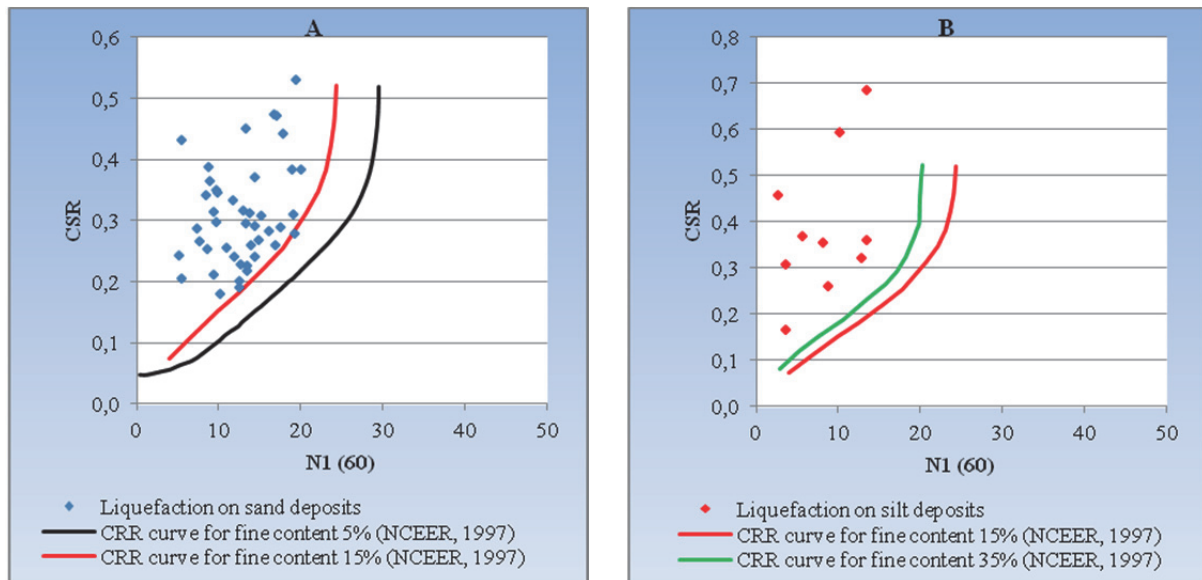 A
0,6
0,5
0,4
0,3
0,2
0,1
0,0
CSR
0 10 20 30 40 50
N1 (60)
Liquefaction on sand deposits
CRR curve for fine content 5% (NCEER, 1997)
CRR curve for fine content 15% (NCEER, 1997)
B
0,8
0,7
0,6
0,5
0,4
0,3
0,2
0,1
0,0
CSR
0 10 20 30 40 50
N1 (60)
Liquefaction on silt deposits
CRR curve for fine content 15% (NCEER, 1997)
CRR curve for fine content 35% (NCEER, 1997)